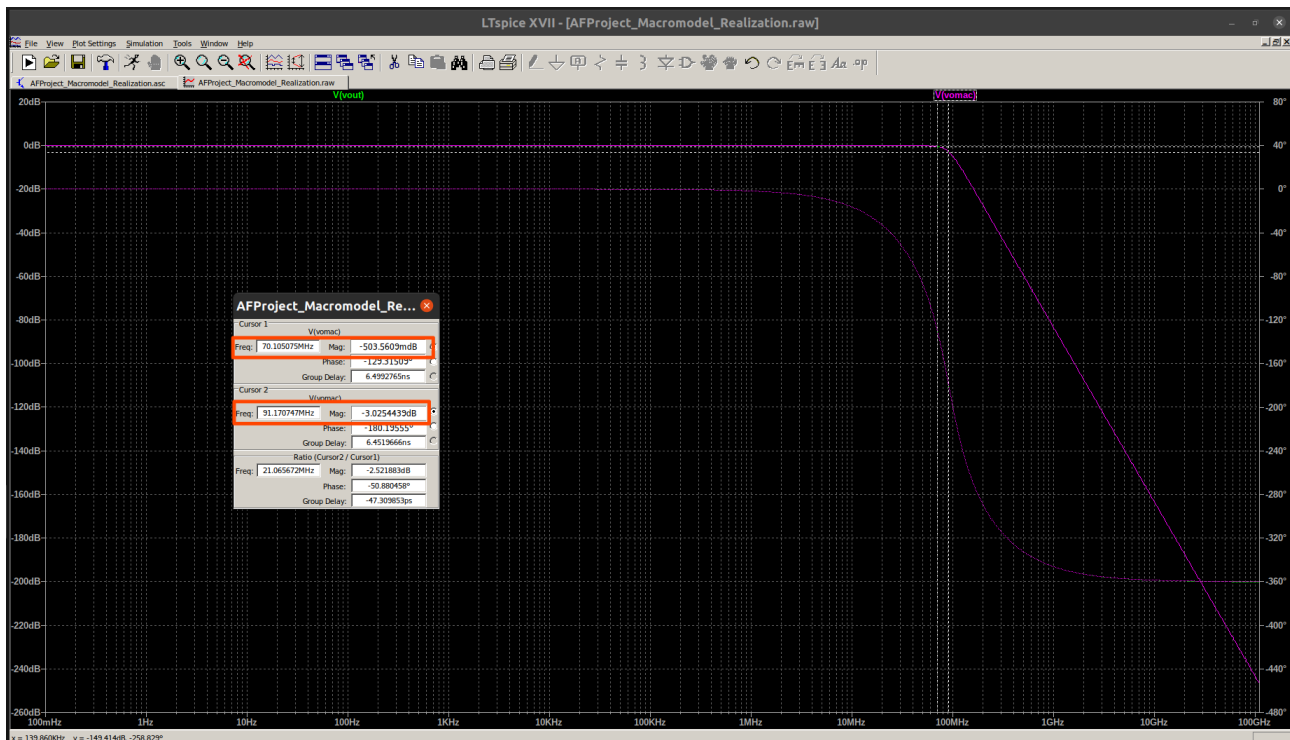 LTspice XVII - [AFProject_Macromodel_Realization.raw]
File View Plot Settings Simulation Tools Window Help
AFProject_Macromodel_Realization.asc AFProject_Macromodel_Realization.raw
V(vout) V(vomac)
20dB 80°
0dB 40°
-20dB 0°
-40dB -40°
-60dB -80°
-80dB -120°
-100dB -160°
-120dB -200°
-140dB -240°
-160dB -280°
-180dB -320°
-200dB -360°
-220dB -400°
-240dB -440°
-260dB -480°
100mHz 1Hz 10Hz 100Hz 1KHz 10KHz 100KHz 1MHz 10MHz 100MHz 1GHz 10GHz 100GHz
AFProject_Macromodel_Re...
Cursor 1
V(vomac)
Freq: 70.105075MHz Mag: -503.5609mdB
Phase: -129.31509°
Group Delay: 6.4992765ns
Cursor 2
V(vomac)
Freq: 91.170747MHz Mag: -3.0254439dB
Phase: -180.19555°
Group Delay: 6.4519666ns
Ratio (Cursor2 / Cursor1)
Freq: 21.065672MHz Mag: -2.521883dB
Phase: -50.880458°
Group Delay: -47.309853ps
x = 139.860KHz y = -149.414dB, -258.829°